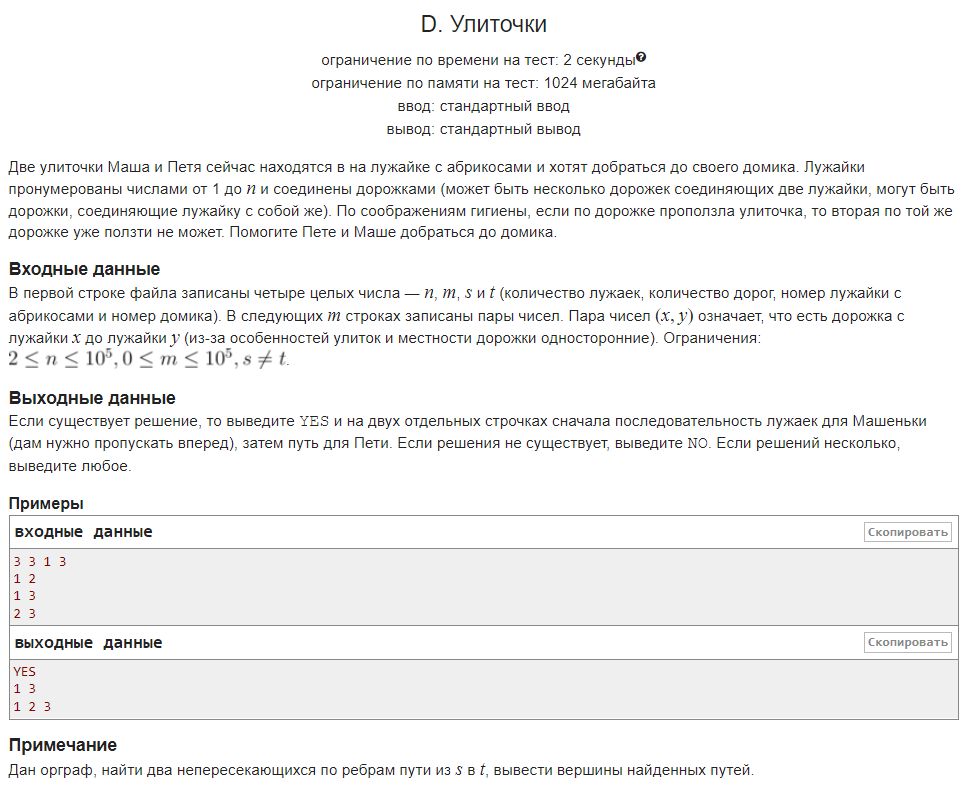 D. Улиточки
ограничение по времени на тест: 2 секунды?
ограничение по памяти на тест: 1024 мегабайта
ввод: стандартный ввод
вывод: стандартный вывод
Две улиточки Маша и Петя сейчас находятся в на лужайке с абрикосами и хотят добраться до своего домика. Лужайки
пронумерованы числами от 1 до n и соединены дорожками (может быть несколько дорожек соединяющих две лужайки, могут быть
дорожки, соединяющие лужайку с собой же). По соображениям гигиены, если по дорожке проползла улиточка, то вторая по той же
дорожке уже ползти не может. Помогите Пете и Маше добраться до домика.
Входные данные
В первой строке файла записаны четыре целых числа — n, m, s и t (количество лужаек, количество дорог, номер лужайки с
абрикосами и номер домика). В следующих m строках записаны пары чисел. Пара чисел (x, y) означает, что есть дорожка с
лужайки x до лужайки y (из-за особенностей улиток и местности дорожки односторонние). Ограничения:
2 ≤ n ≤ 10^5, 0 ≤ m ≤ 10^5, s ≠ t.
Выходные данные
Если существует решение, то выведите YES и на двух отдельных строчках сначала последовательность лужаек для Машеньки
(дам нужно пропускать вперед), затем путь для Пети. Если решения не существует, выведите NO. Если решений несколько,
выведите любое.
Примеры
входные данные
Скопировать
3 3 1 3
1 2
1 3
2 3
выходные данные
Скопировать
YES
1 3
1 2 3
Примечание
Дан орграф, найти два непересекающихся по ребрам пути из s в t, вывести вершины найденных путей.